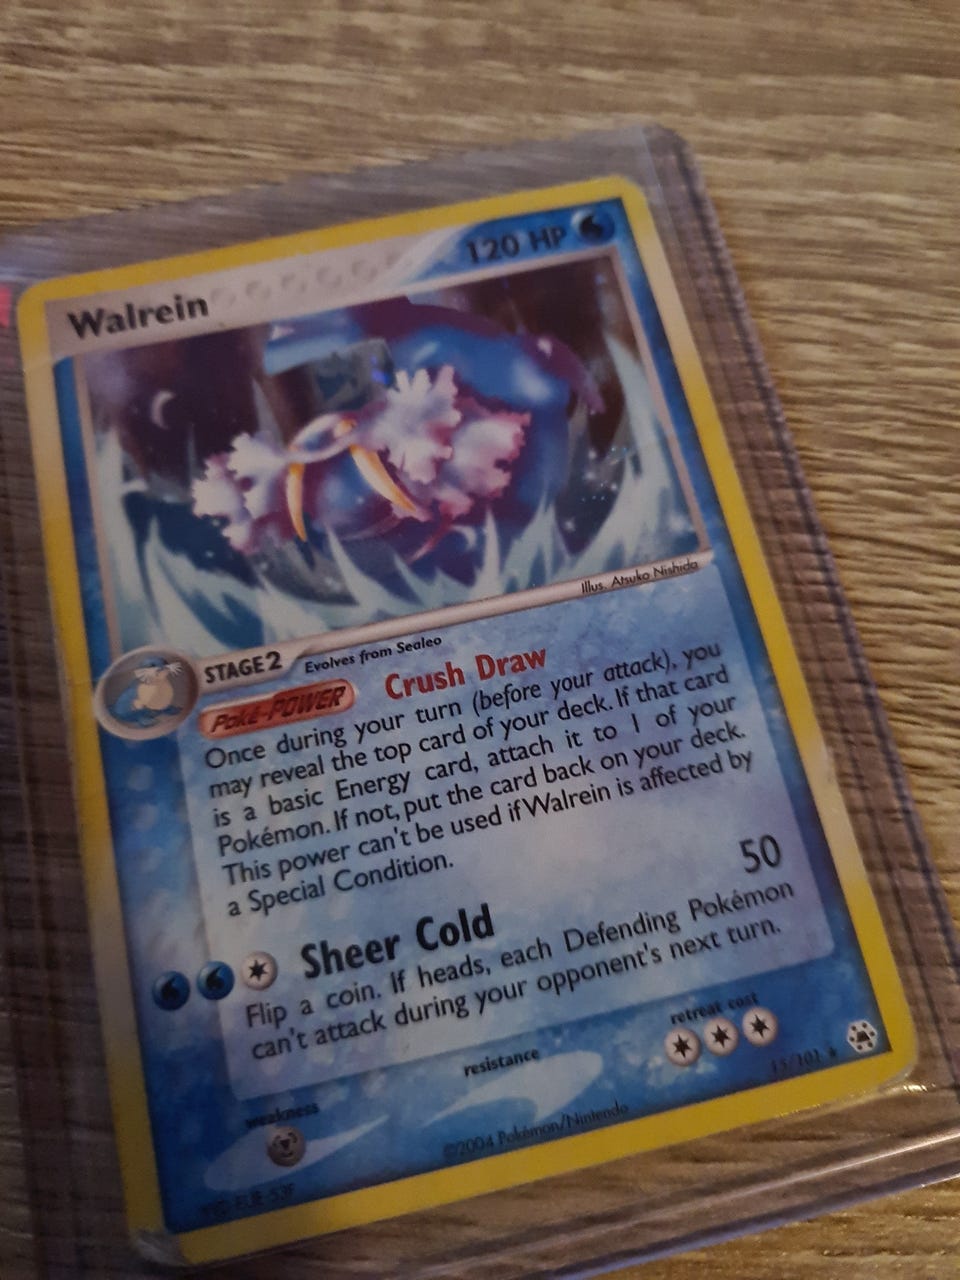 Walrein
120 HP
Illus. Atsuko Nishida
STAGE 2 Evolves from Sealeo
Poké-POWER Crush Draw
Once during your turn (before your attack), you
may reveal the top card of your deck. If that card
is a basic Energy card, attach it to 1 of your
Pokémon. If not, put the card back on your deck.
This power can't be used if Walrein is affected by
a Special Condition.
Sheer Cold 50
Flip a coin. If heads, each Defending Pokémon
can't attack during your opponent's next turn.
weakness resistance retreat cost
15/101
©2004 Pokémon/Nintendo